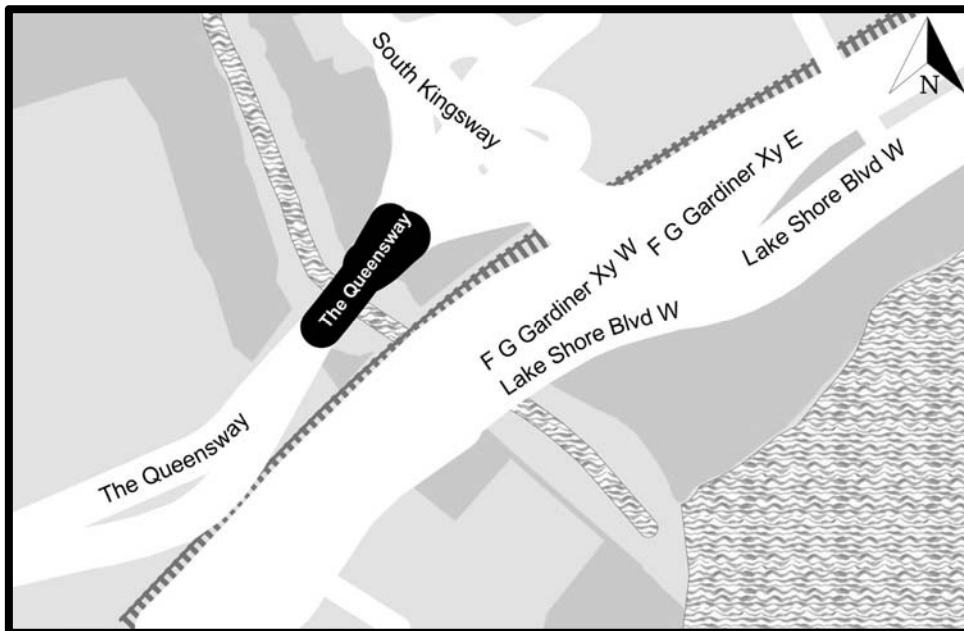 South Kingsway
N
F G Gardiner Xy E
Lake Shore Blvd W
The Queensway
F G Gardiner Xy W
Lake Shore Blvd W
The Queensway